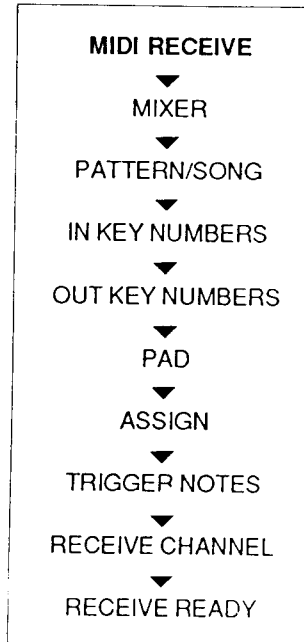 MIDI RECEIVE
MIXER
PATTERN/SONG
IN KEY NUMBERS
OUT KEY NUMBERS
PAD
ASSIGN
TRIGGER NOTES
RECEIVE CHANNEL
RECEIVE READY